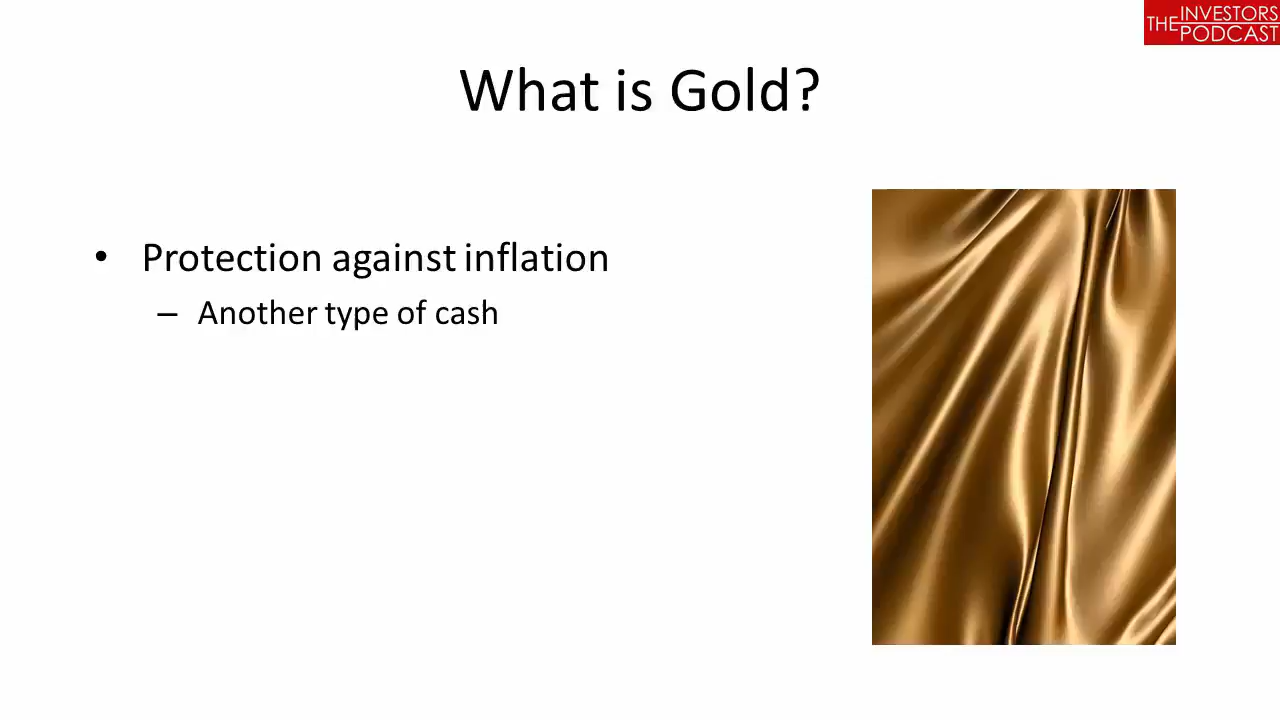 THE INVESTORS PODCAST
What is Gold?
• Protection against inflation
– Another type of cash